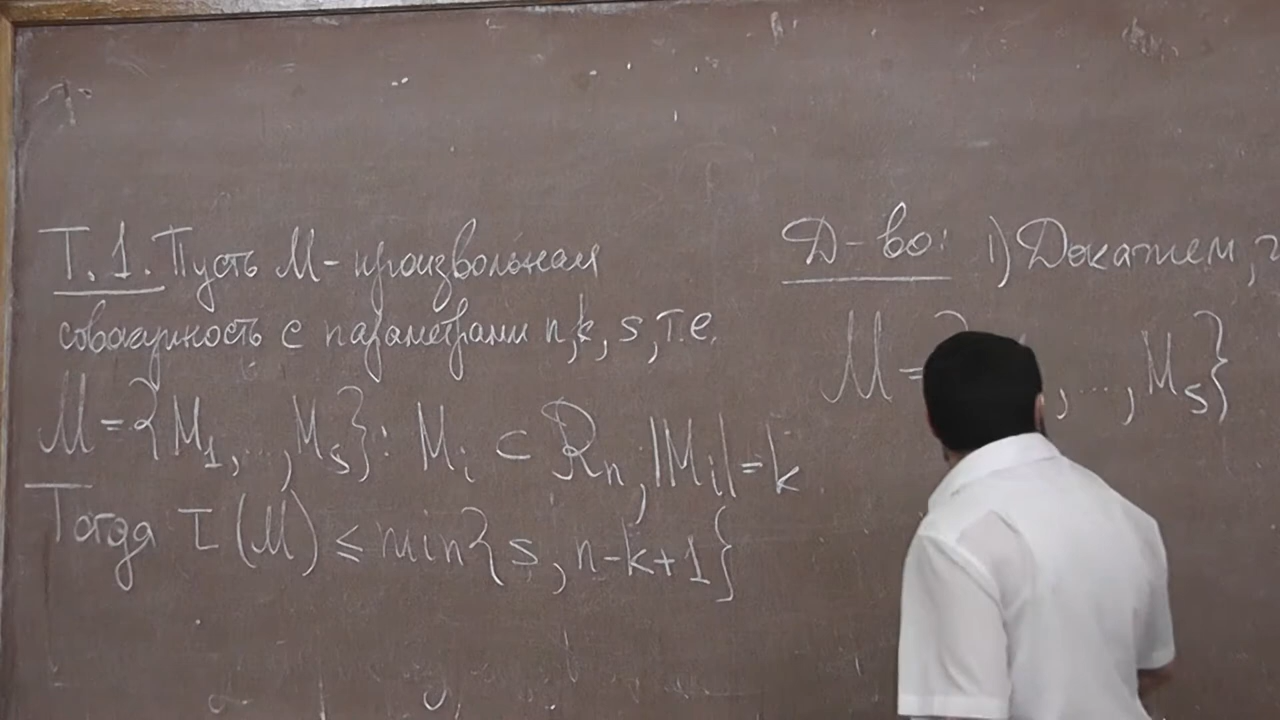 Т. 1. Пусть M - произвольная
совокупность с параметрами n, k, s, т.е.
M = {M₁, ..., Mₛ}: Mᵢ ⊂ ℛₙ, |Mᵢ| = k
Тогда τ(M) ≤ min{s, n-k+1}
Д-во: 1) Докажем,
M = , ..., Mₛ}